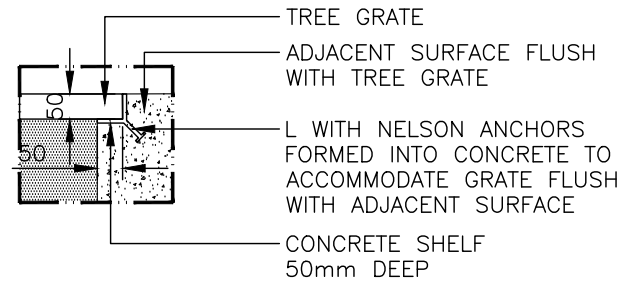 TREE GRATE
ADJACENT SURFACE FLUSH
WITH TREE GRATE
50
50
L WITH NELSON ANCHORS
FORMED INTO CONCRETE TO
ACCOMMODATE GRATE FLUSH
WITH ADJACENT SURFACE
CONCRETE SHELF
50mm DEEP